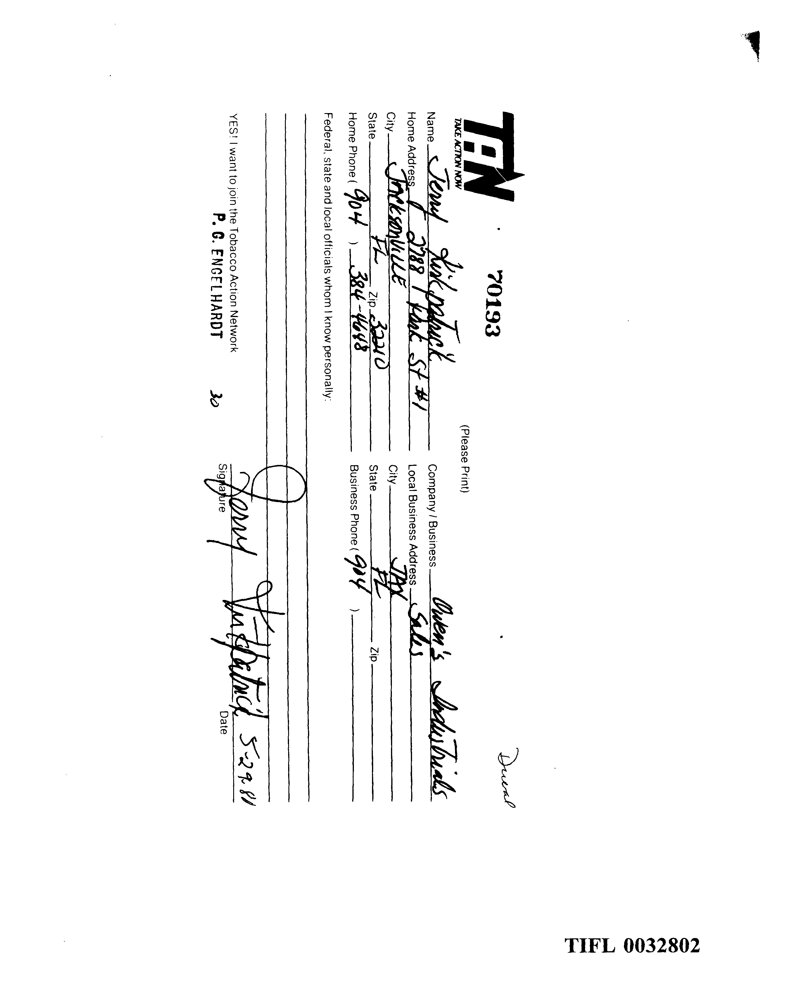 TAN
TAKE ACTION NOW
70193
Duval
(Please Print)
Name Jerry Kirkpatrick
Company / Business Owen's Industrials
Home Address 2788 Park St #1
Local Business Address Sales
City JACKSONVILLE
City JAX
State FL Zip 32210
State FL Zip
Home Phone ( 904 ) 384-4648
Business Phone ( 904 )
Federal, state and local officials whom I know personally:
YES! I want to join the Tobacco Action Network
Signature Jerry Kirkpatrick
Date 5-29-81
P. G. ENGELHARDT
30
TIFL 0032802